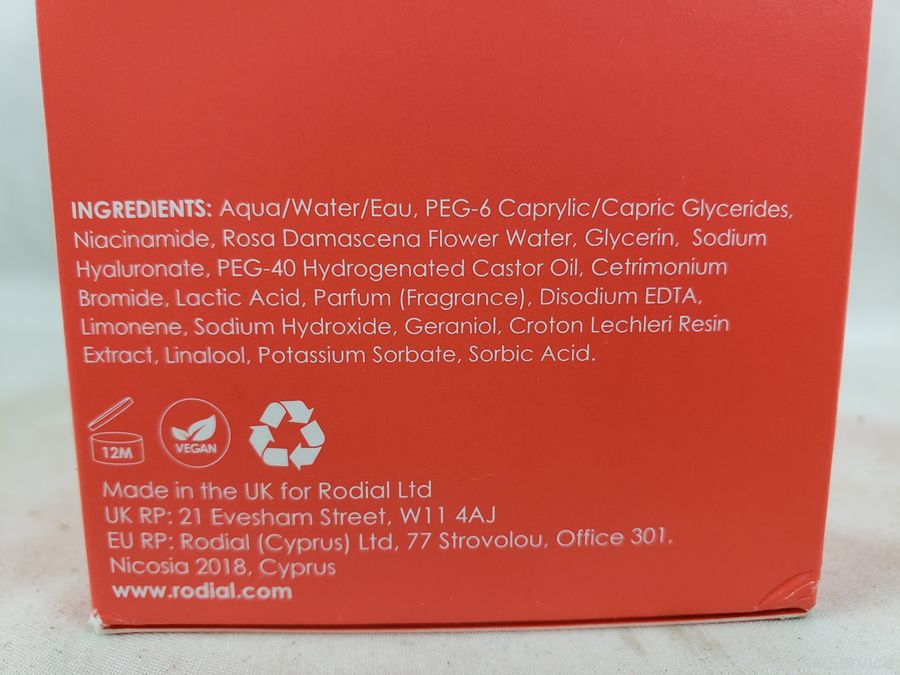 INGREDIENTS: Aqua/Water/Eau, PEG-6 Caprylic/Capric Glycerides,
Niacinamide, Rosa Damascena Flower Water, Glycerin, Sodium
Hyaluronate, PEG-40 Hydrogenated Castor Oil, Cetrimonium
Bromide, Lactic Acid, Parfum (Fragrance), Disodium EDTA,
Limonene, Sodium Hydroxide, Geraniol, Croton Lechleri Resin
Extract, Linalool, Potassium Sorbate, Sorbic Acid.
12M
VEGAN
Made in the UK for Rodial Ltd
UK RP: 21 Evesham Street, W11 4AJ
EU RP: Rodial (Cyprus) Ltd, 77 Strovolou, Office 301.
Nicosia 2018, Cyprus
www.rodial.com
Service